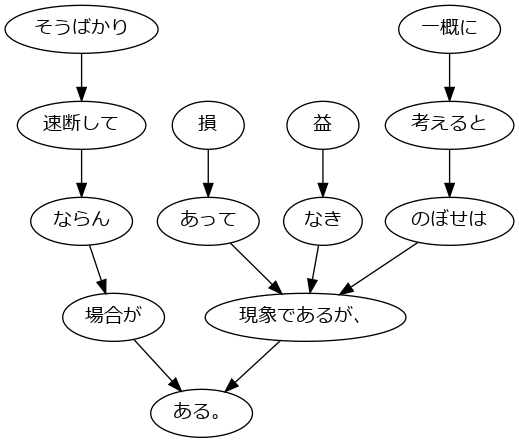 そうばかり
一概に
速断して
損
益
考えると
ならん
あって
なき
のぼせは
場合が
現象であるが、
ある。